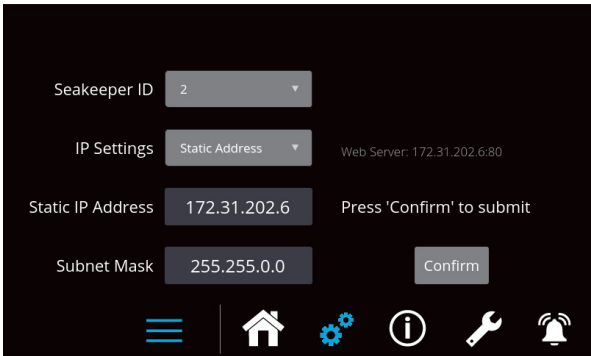 Seakeeper ID 2
IP Settings Static Address Web Server: 172.31.202.6:80
Static IP Address 172.31.202.6 Press 'Confirm' to submit
Subnet Mask 255.255.0.0 Confirm